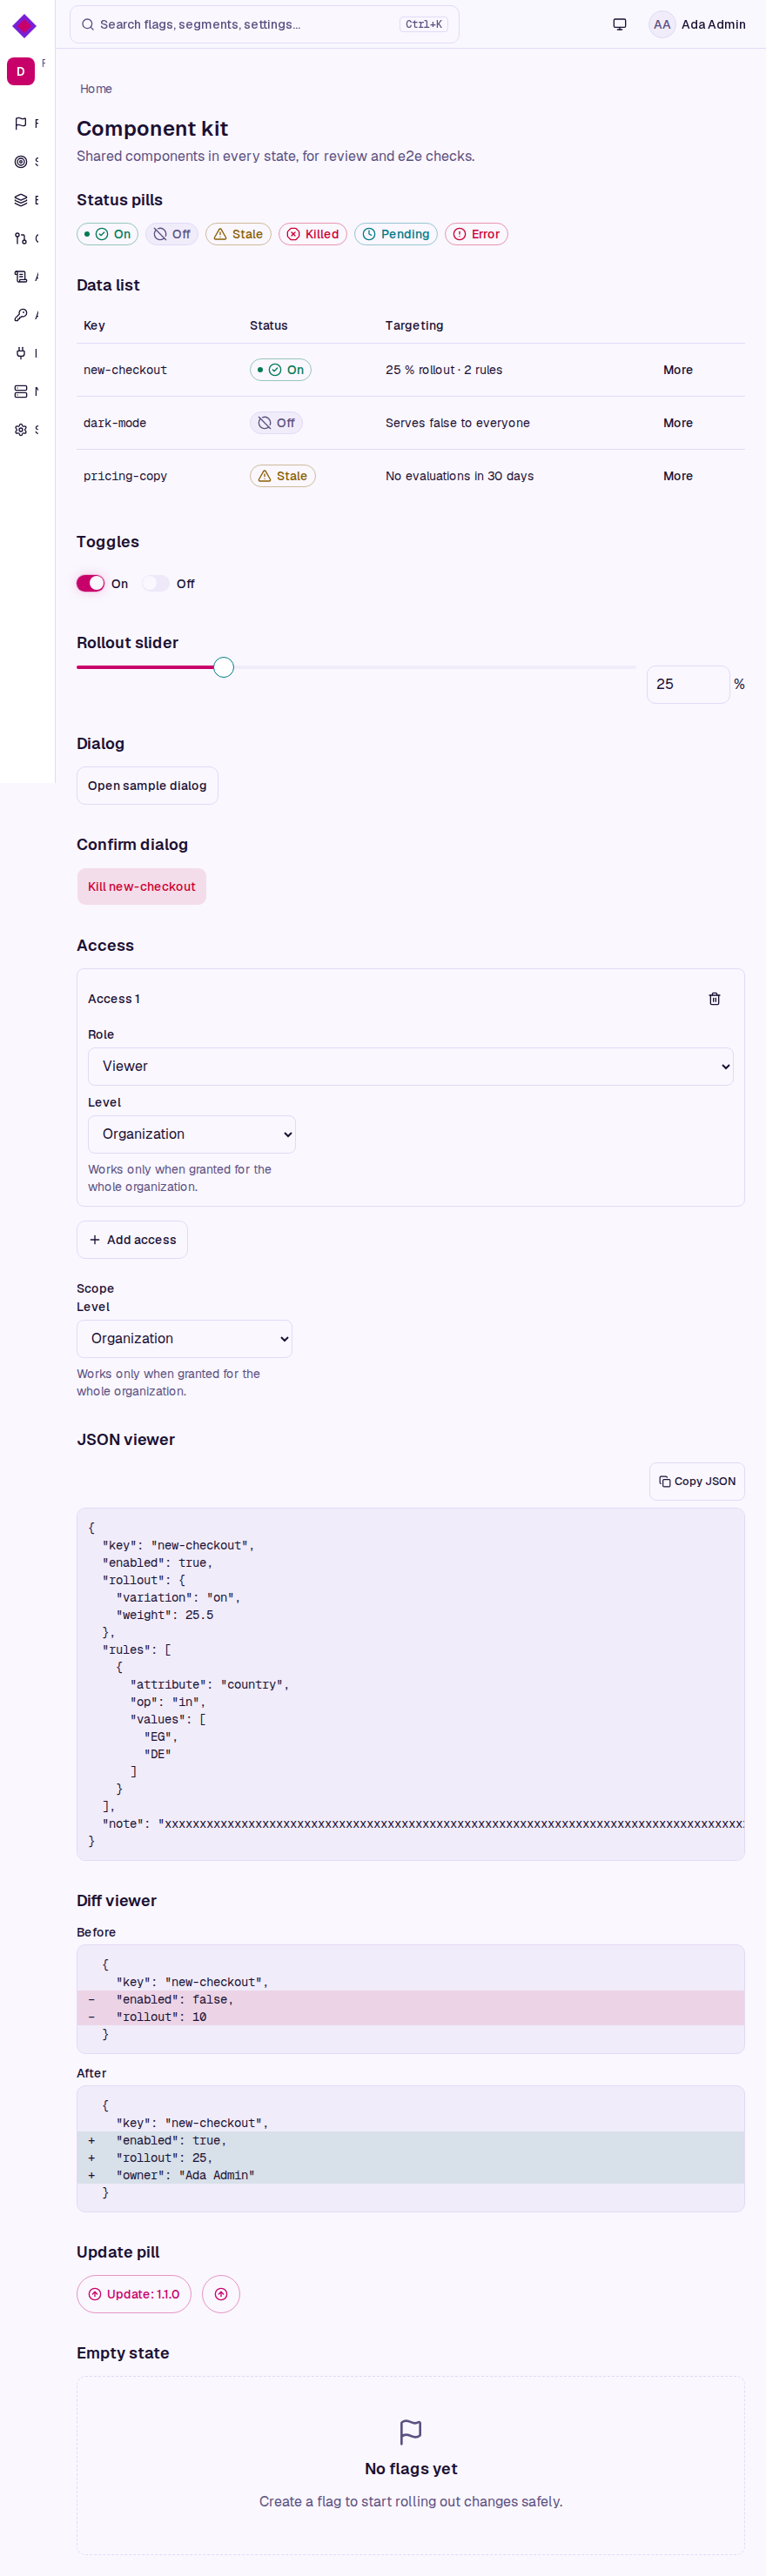 Search flags, segments, settings... Ctrl+K
AA Ada Admin
D
Home
Component kit
Shared components in every state, for review and e2e checks.
Status pills
On Off Stale Killed Pending Error
Data list
Key Status Targeting
new-checkout On 25 % rollout · 2 rules More
dark-mode Off Serves false to everyone More
pricing-copy Stale No evaluations in 30 days More
Toggles
On Off
Rollout slider
25 %
Dialog
Open sample dialog
Confirm dialog
Kill new-checkout
Access
Access 1
Role
Viewer
Level
Organization
Works only when granted for the
whole organization.
Add access
Scope
Level
Organization
Works only when granted for the
whole organization.
JSON viewer
Copy JSON
{
"key": "new-checkout",
"enabled": true,
"rollout": {
"variation": "on",
"weight": 25.5
},
"rules": [
{
"attribute": "country",
"op": "in",
"values": [
"EG",
"DE"
]
}
],
"note":
}
Diff viewer
Before
{
"key": "new-checkout",
− "enabled": false,
− "rollout": 10
}
After
{
"key": "new-checkout",
+ "enabled": true,
+ "rollout": 25,
+ "owner": "Ada Admin"
}
Update pill
Update: 1.1.0
Empty state
No flags yet
Create a flag to start rolling out changes safely.